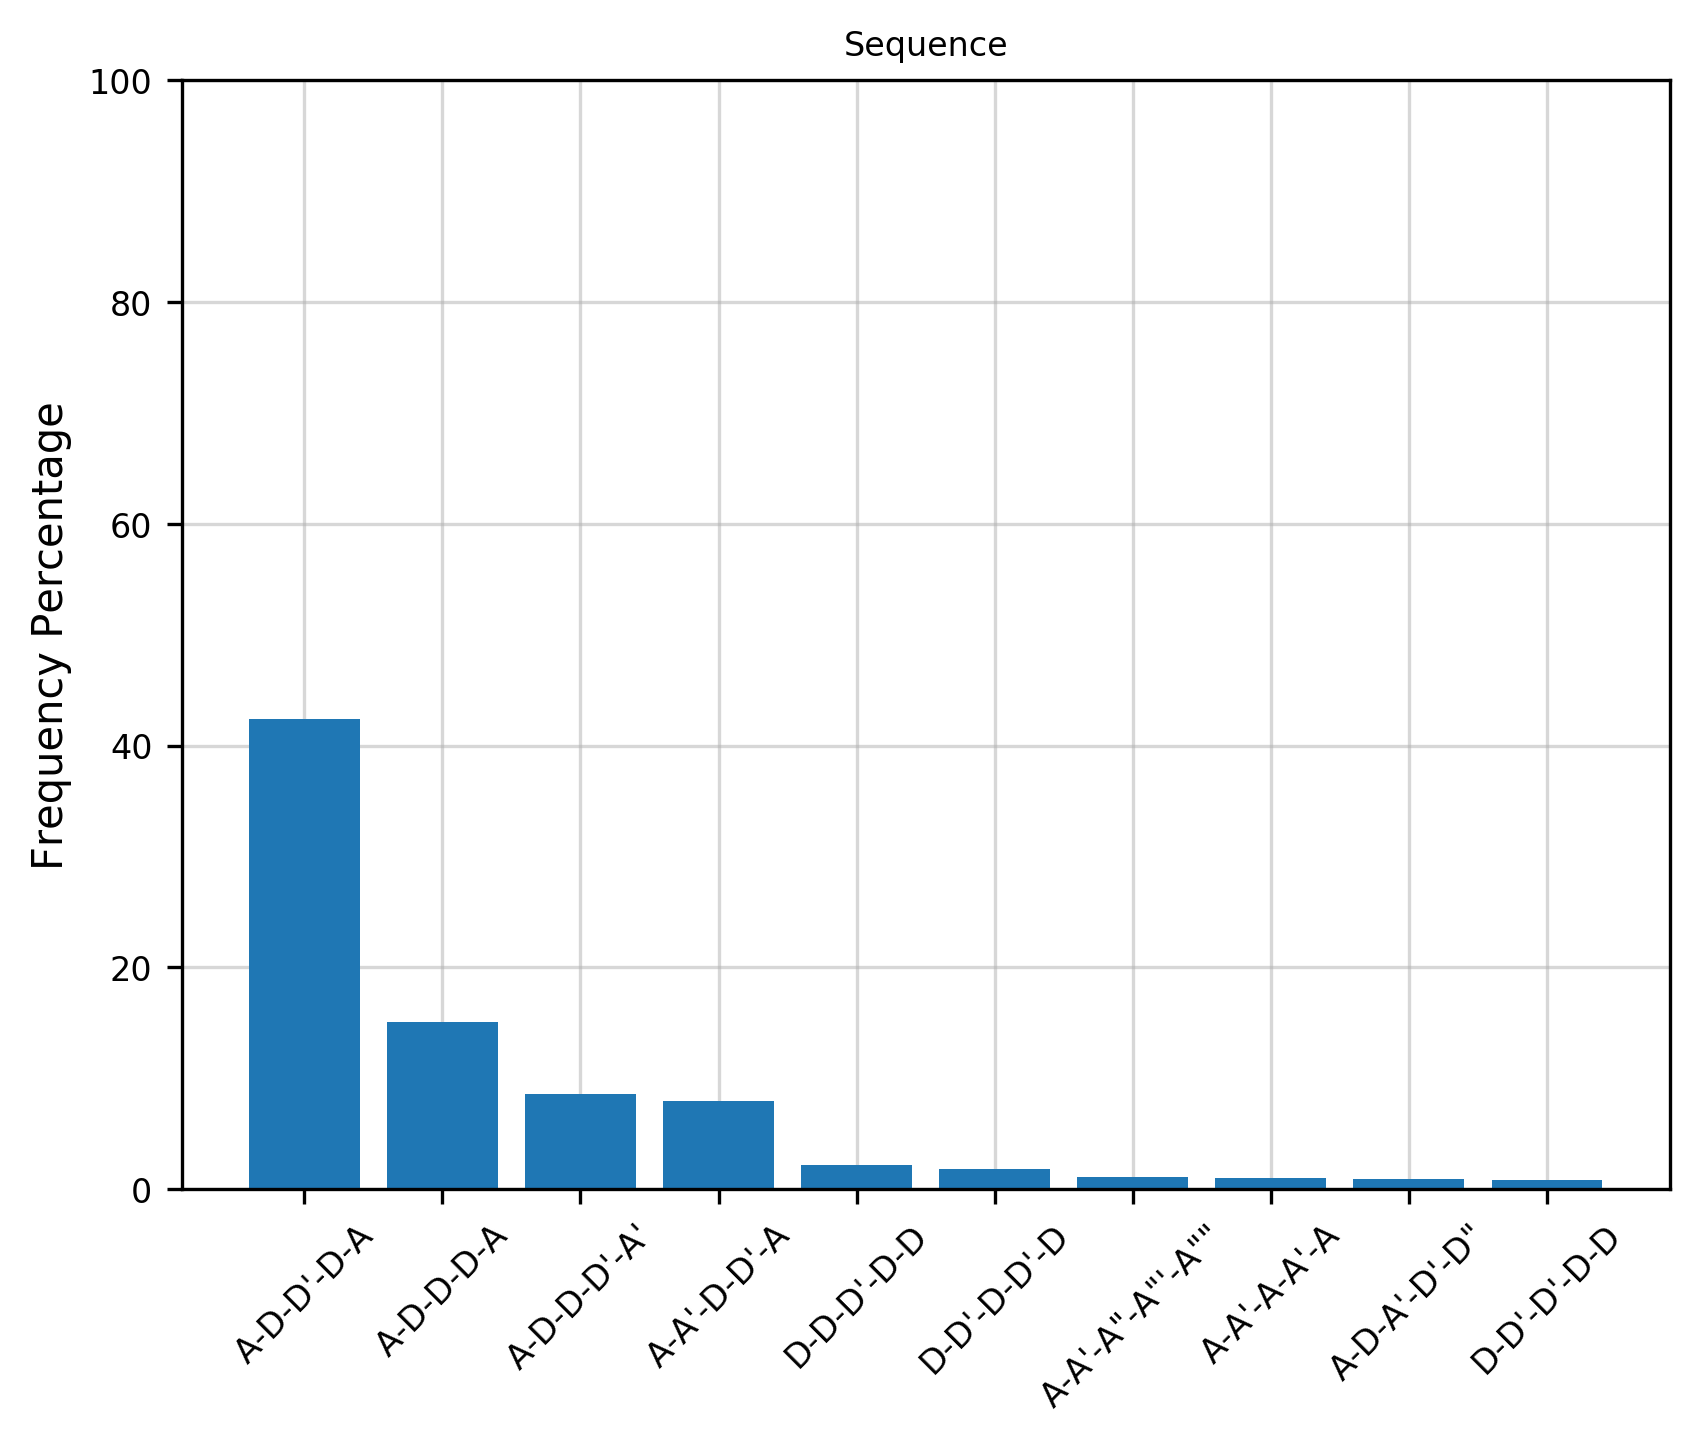 Sequence
100
80
60
40
20
0
Frequency Percentage
A-D-D'-D-A
A-D-D-D-A
A-D-D-D'-A'
A-A'-D-D'-A
D-D-D'-D-D
D-D'-D-D'-D
A-A'-A"-A"'-A""
A-A'-A-A'-A
A-D-A'-D'-D"
D-D'-D'-D-D